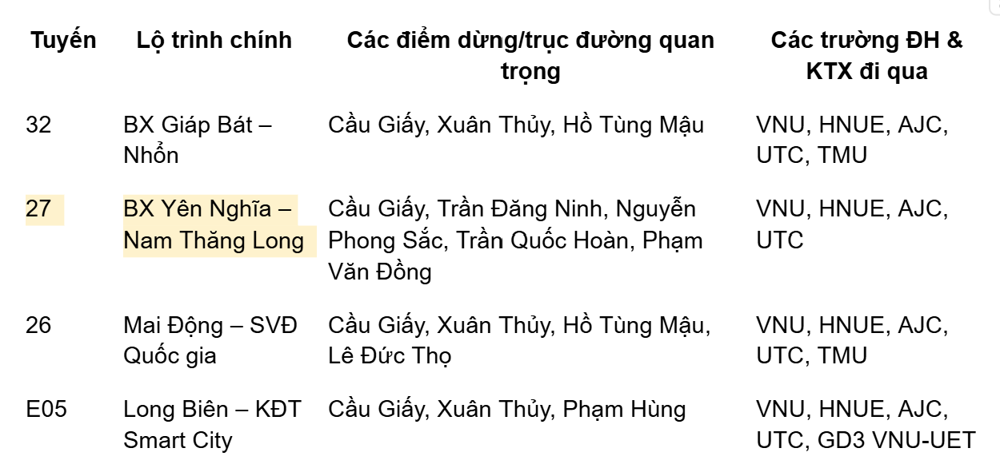 Tuyến Lộ trình chính Các điểm dừng/trục đường quan Các trường ĐH &
trọng KTX đi qua
32 BX Giáp Bát – Cầu Giấy, Xuân Thủy, Hồ Tùng Mậu VNU, HNUE, AJC,
Nhổn UTC, TMU
27 BX Yên Nghĩa – Cầu Giấy, Trần Đăng Ninh, Nguyễn VNU, HNUE, AJC,
Nam Thăng Long Phong Sắc, Trần Quốc Hoàn, Phạm UTC
Văn Đồng
26 Mai Động – SVĐ Cầu Giấy, Xuân Thủy, Hồ Tùng Mậu, VNU, HNUE, AJC,
Quốc gia Lê Đức Thọ UTC, TMU
E05 Long Biên – KĐT Cầu Giấy, Xuân Thủy, Phạm Hùng VNU, HNUE, AJC,
Smart City UTC, GD3 VNU-UET